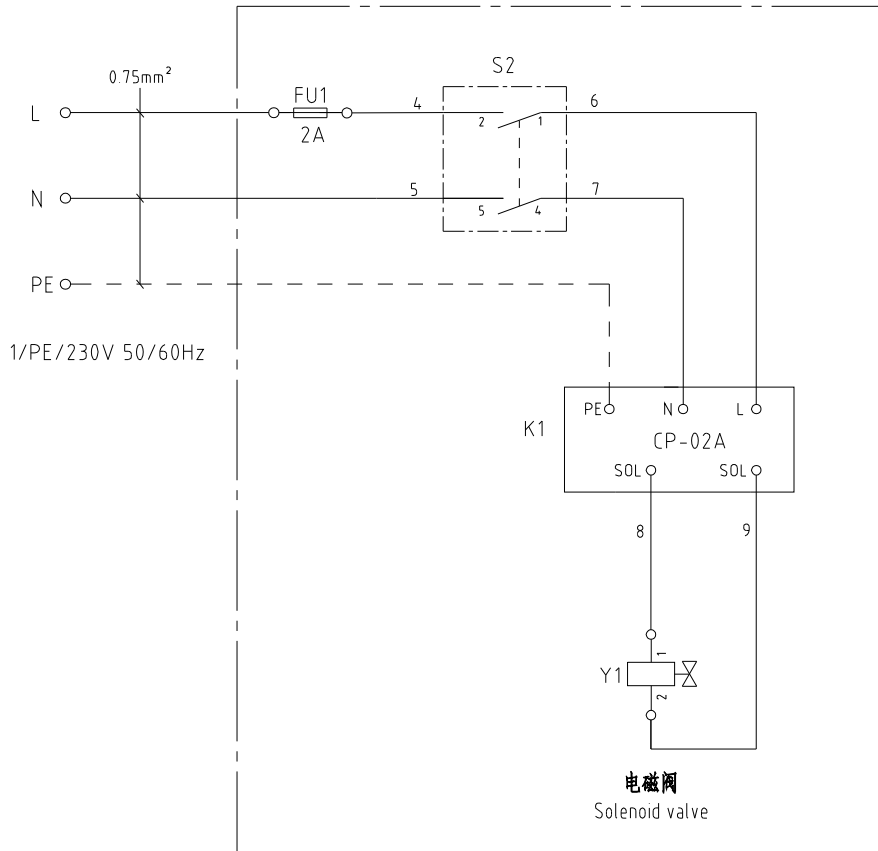 S2
0.75mm²
L
FU1
2A
4
2
1
6
N
5
5
4
7
PE
1/PE/230V 50/60Hz
K1
PE
N
L
CP-02A
SOL
SOL
8
9
Y1
1
2
电磁阀
Solenoid valve